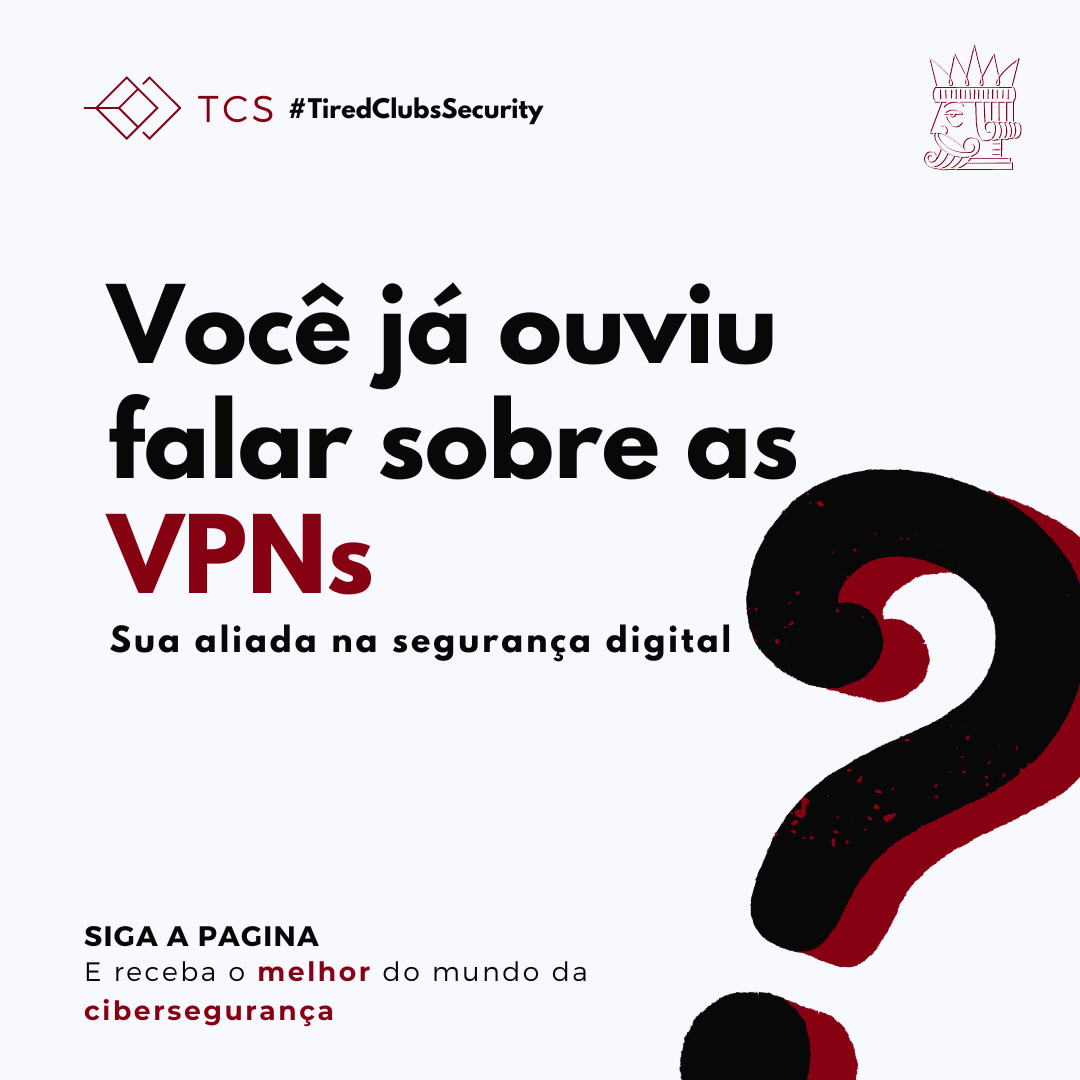 TCS #TiredClubsSecurity
Você já ouviu
falar sobre as
VPNs
Sua aliada na segurança digital
?
SIGA A PAGINA
E receba o melhor do mundo da
cibersegurança